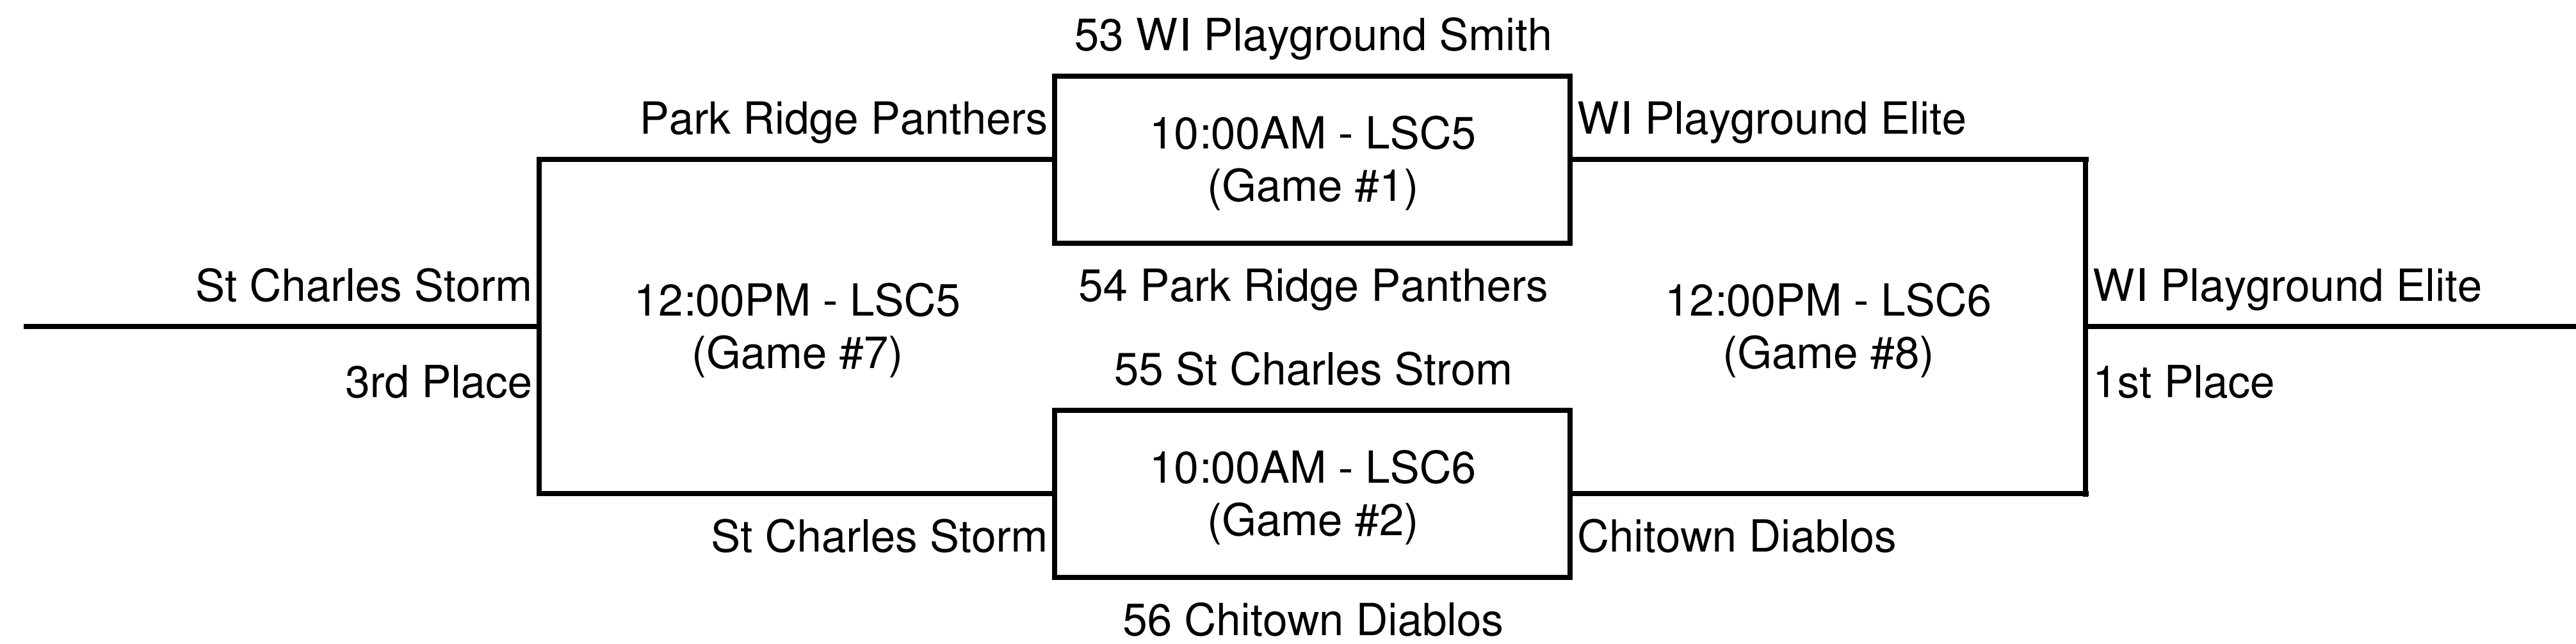 53 WI Playground Smith
Park Ridge Panthers
10:00AM - LSC5
(Game #1)
WI Playground Elite
54 Park Ridge Panthers
St Charles Storm
3rd Place
12:00PM - LSC5
(Game #7)
12:00PM - LSC6
(Game #8)
WI Playground Elite
1st Place
55 St Charles Strom
St Charles Storm
10:00AM - LSC6
(Game #2)
Chitown Diablos
56 Chitown Diablos